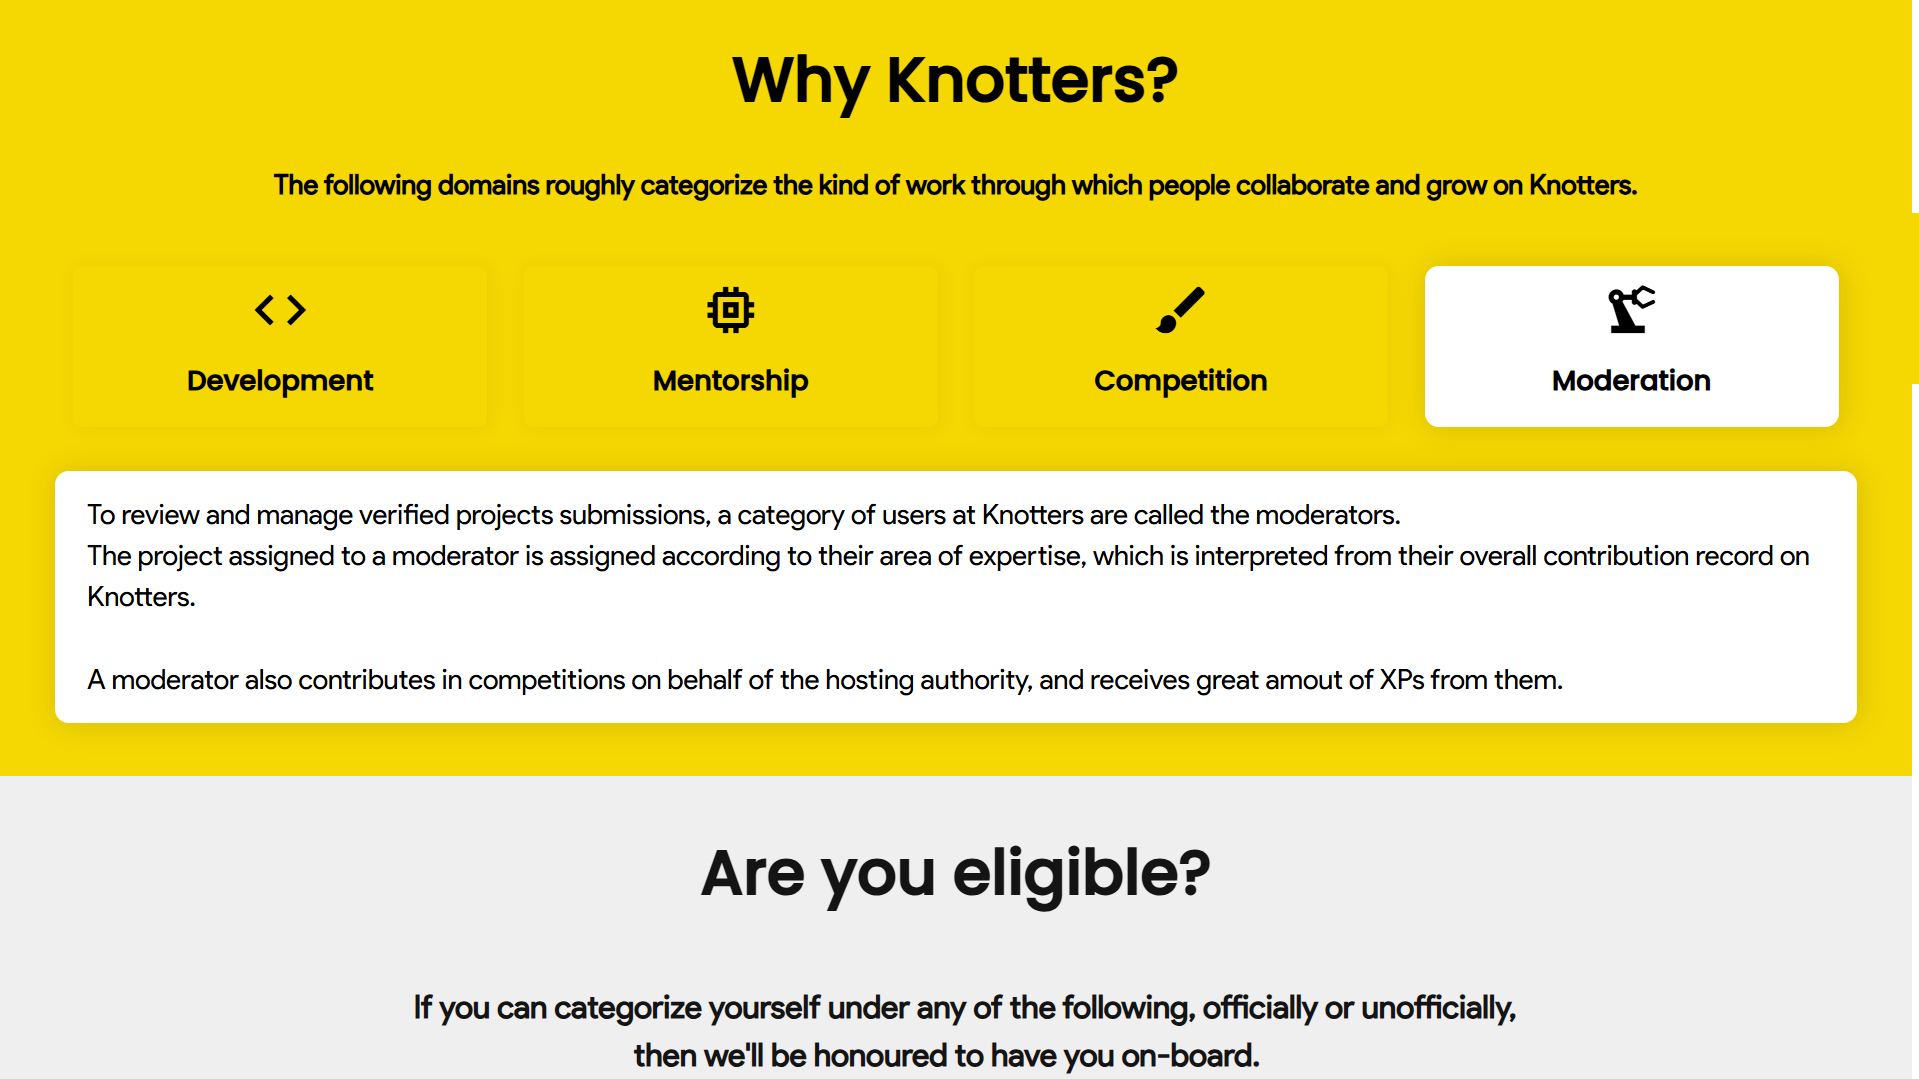 Why Knotters?
The following domains roughly categorize the kind of work through which people collaborate and grow on Knotters.
Development
Mentorship
Competition
Moderation
To review and manage verified projects submissions, a category of users at Knotters are called the moderators.
The project assigned to a moderator is assigned according to their area of expertise, which is interpreted from their overall contribution record on
Knotters.
A moderator also contributes in competitions on behalf of the hosting authority, and receives great amout of XPs from them.
Are you eligible?
If you can categorize yourself under any of the following, officially or unofficially,
then we'll be honoured to have you on-board.